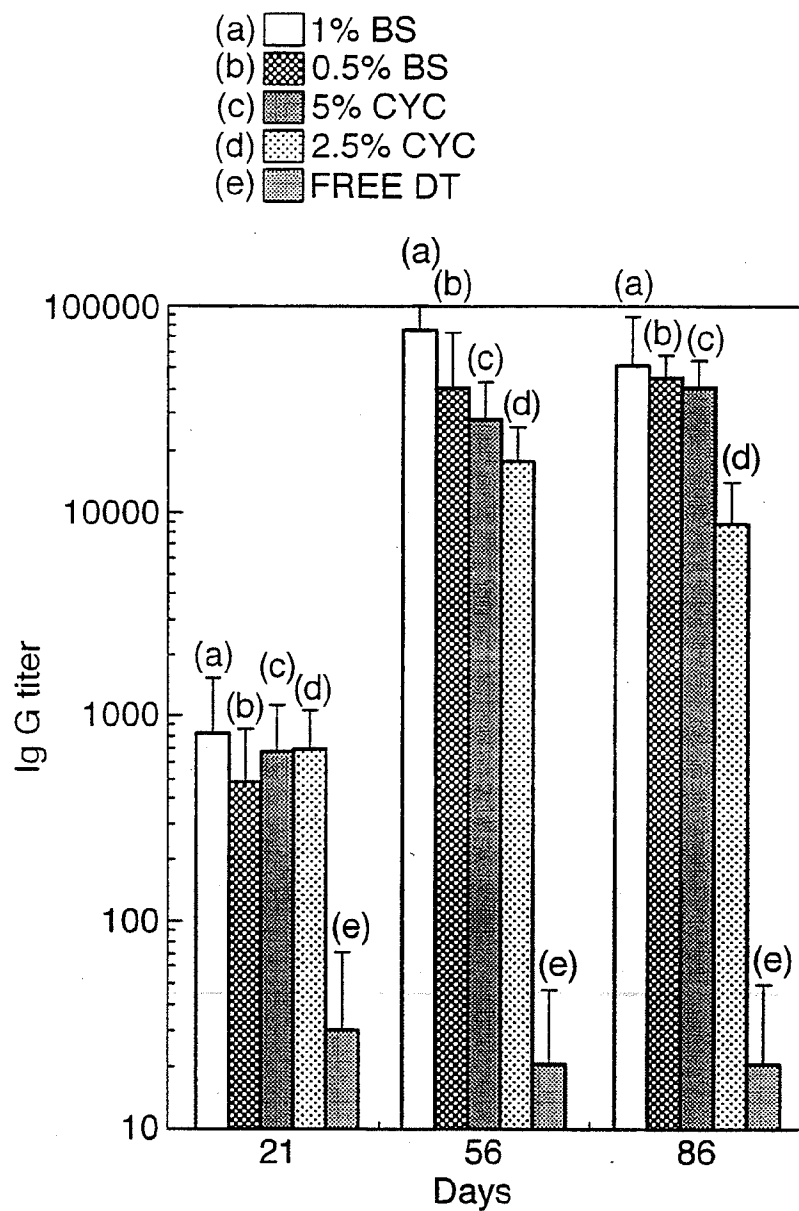 (a) 1% BS
(b) 0.5% BS
(c) 5% CYC
(d) 2.5% CYC
(e) FREE DT
(a)
(b)
(a)
100000
(b)
(c)
(c)
(d)
(d)
10000
(a)
(c)
(b)
(d)
1000
Ig G titer
100
(e)
(e)
(e)
10
21
56
86
Days